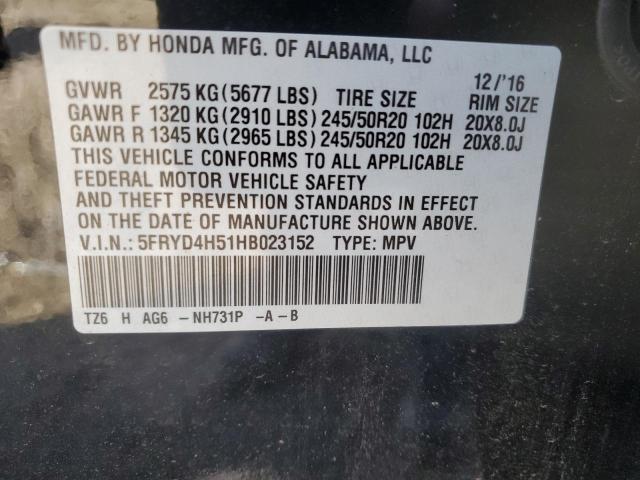 MFD. BY HONDA MFG. OF ALABAMA, LLC
12/'16
GVWR 2575 KG(5677 LBS) TIRE SIZE RIM SIZE
GAWR F 1320 KG(2910 LBS)245/50R20 102H 20X8.0J
GAWR R 1345 KG(2965 LBS)245/50R20 102H 20X8.0J
THIS VEHICLE CONFORMS TO ALL APPLICABLE
FEDERAL MOTOR VEHICLE SAFETY
AND THEFT PREVENTION STANDARDS IN EFFECT
ON THE DATE OF MANUFACTURE SHOWN ABOVE.
V.I.N.: 5FRYD4H51HB023152 TYPE: MPV
TZ6 H AG6 -NH731P -A-B